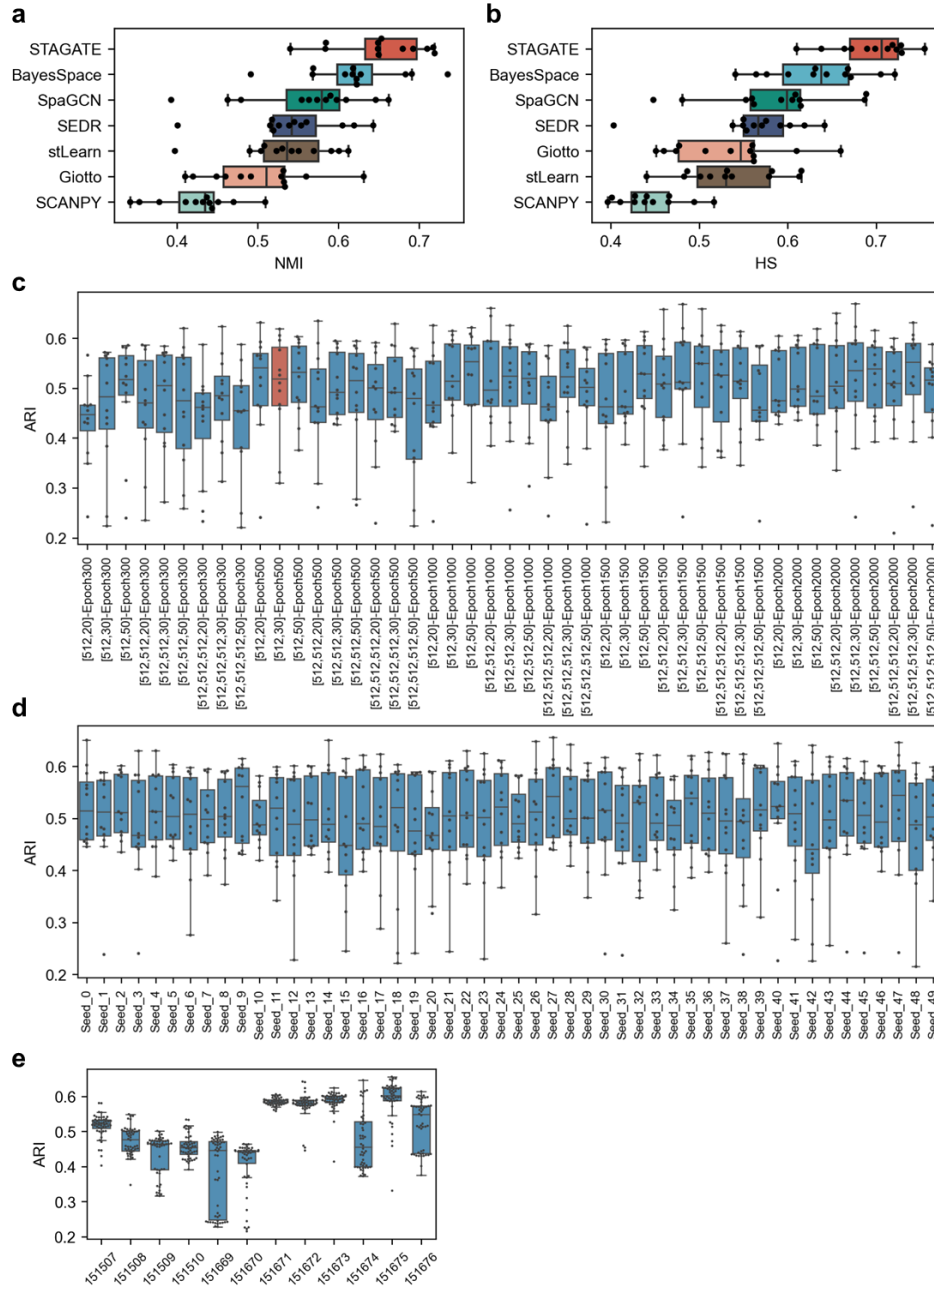 a
STAGATE
BayesSpace
SpaGCN
SEDR
stLearn
Giotto
SCANPY
0.4
0.5
0.6
0.7
NMI
b
STAGATE
BayesSpace
SpaGCN
SEDR
Giotto
stLearn
SCANPY
0.4
0.5
0.6
0.7
HS
c
ARI
0.6
0.5
0.4
0.3
0.2
[512,20]-Epoch300
[512,30]-Epoch300
[512,50]-Epoch300
[512,512,20]-Epoch300
[512,512,30]-Epoch300
[512,512,50]-Epoch300
[512,512,512,20]-Epoch300
[512,512,512,30]-Epoch300
[512,512,512,50]-Epoch300
[512,20]-Epoch500
[512,30]-Epoch500
[512,50]-Epoch500
[512,512,20]-Epoch500
[512,512,30]-Epoch500
[512,512,50]-Epoch500
[512,512,512,20]-Epoch500
[512,512,512,30]-Epoch500
[512,512,512,50]-Epoch500
[512,20]-Epoch1000
[512,30]-Epoch1000
[512,50]-Epoch1000
[512,512,20]-Epoch1000
[512,512,30]-Epoch1000
[512,512,50]-Epoch1000
[512,512,512,20]-Epoch1000
[512,512,512,30]-Epoch1000
[512,512,512,50]-Epoch1000
[512,20]-Epoch1500
[512,30]-Epoch1500
[512,50]-Epoch1500
[512,512,20]-Epoch1500
[512,512,30]-Epoch1500
[512,512,50]-Epoch1500
[512,512,512,20]-Epoch1500
[512,512,512,30]-Epoch1500
[512,512,512,50]-Epoch1500
[512,20]-Epoch2000
[512,30]-Epoch2000
[512,50]-Epoch2000
[512,512,20]-Epoch2000
[512,512,30]-Epoch2000
[512,512,50]-Epoch2000
[512,512,512,20]-Epoch2000
[512,512,512,30]-Epoch2000
[512,512,512,50]-Epoch2000
d
ARI
0.6
0.5
0.4
0.3
0.2
Seed_0
Seed_1
Seed_2
Seed_3
Seed_4
Seed_5
Seed_6
Seed_7
Seed_8
Seed_9
Seed_10
Seed_11
Seed_12
Seed_13
Seed_14
Seed_15
Seed_16
Seed_17
Seed_18
Seed_19
Seed_20
Seed_21
Seed_22
Seed_23
Seed_24
Seed_25
Seed_26
Seed_27
Seed_28
Seed_29
Seed_30
Seed_31
Seed_32
Seed_33
Seed_34
Seed_35
Seed_36
Seed_37
Seed_38
Seed_39
Seed_40
Seed_41
Seed_42
Seed_43
Seed_44
Seed_45
Seed_46
Seed_47
Seed_48
Seed_49
e
ARI
0.6
0.5
0.4
0.3
0.2
151507
151508
151509
151510
151669
151670
151671
151672
151673
151674
151675
151676